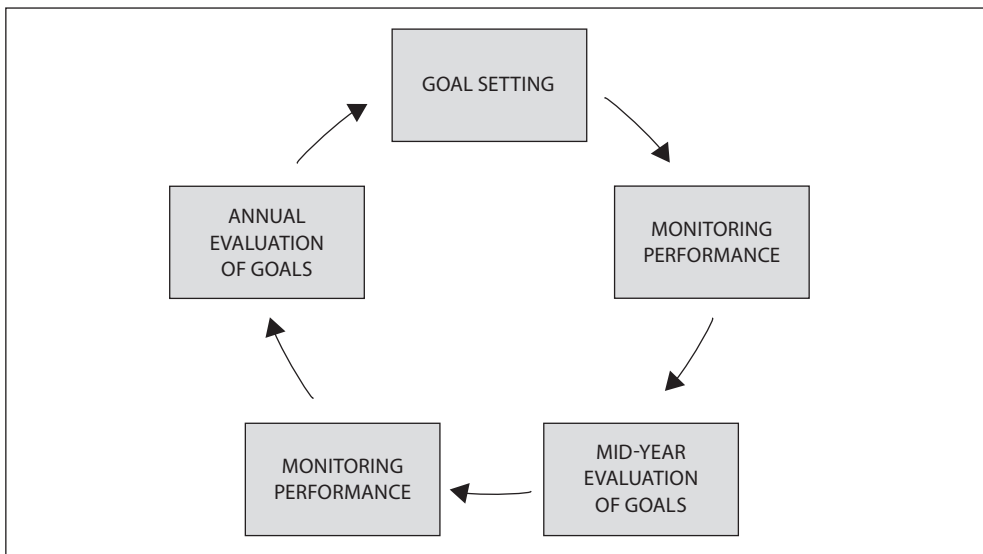 GOAL SETTING
MONITORING
PERFORMANCE
MID-YEAR
EVALUATION
OF GOALS
MONITORING
PERFORMANCE
ANNUAL
EVALUATION
OF GOALS